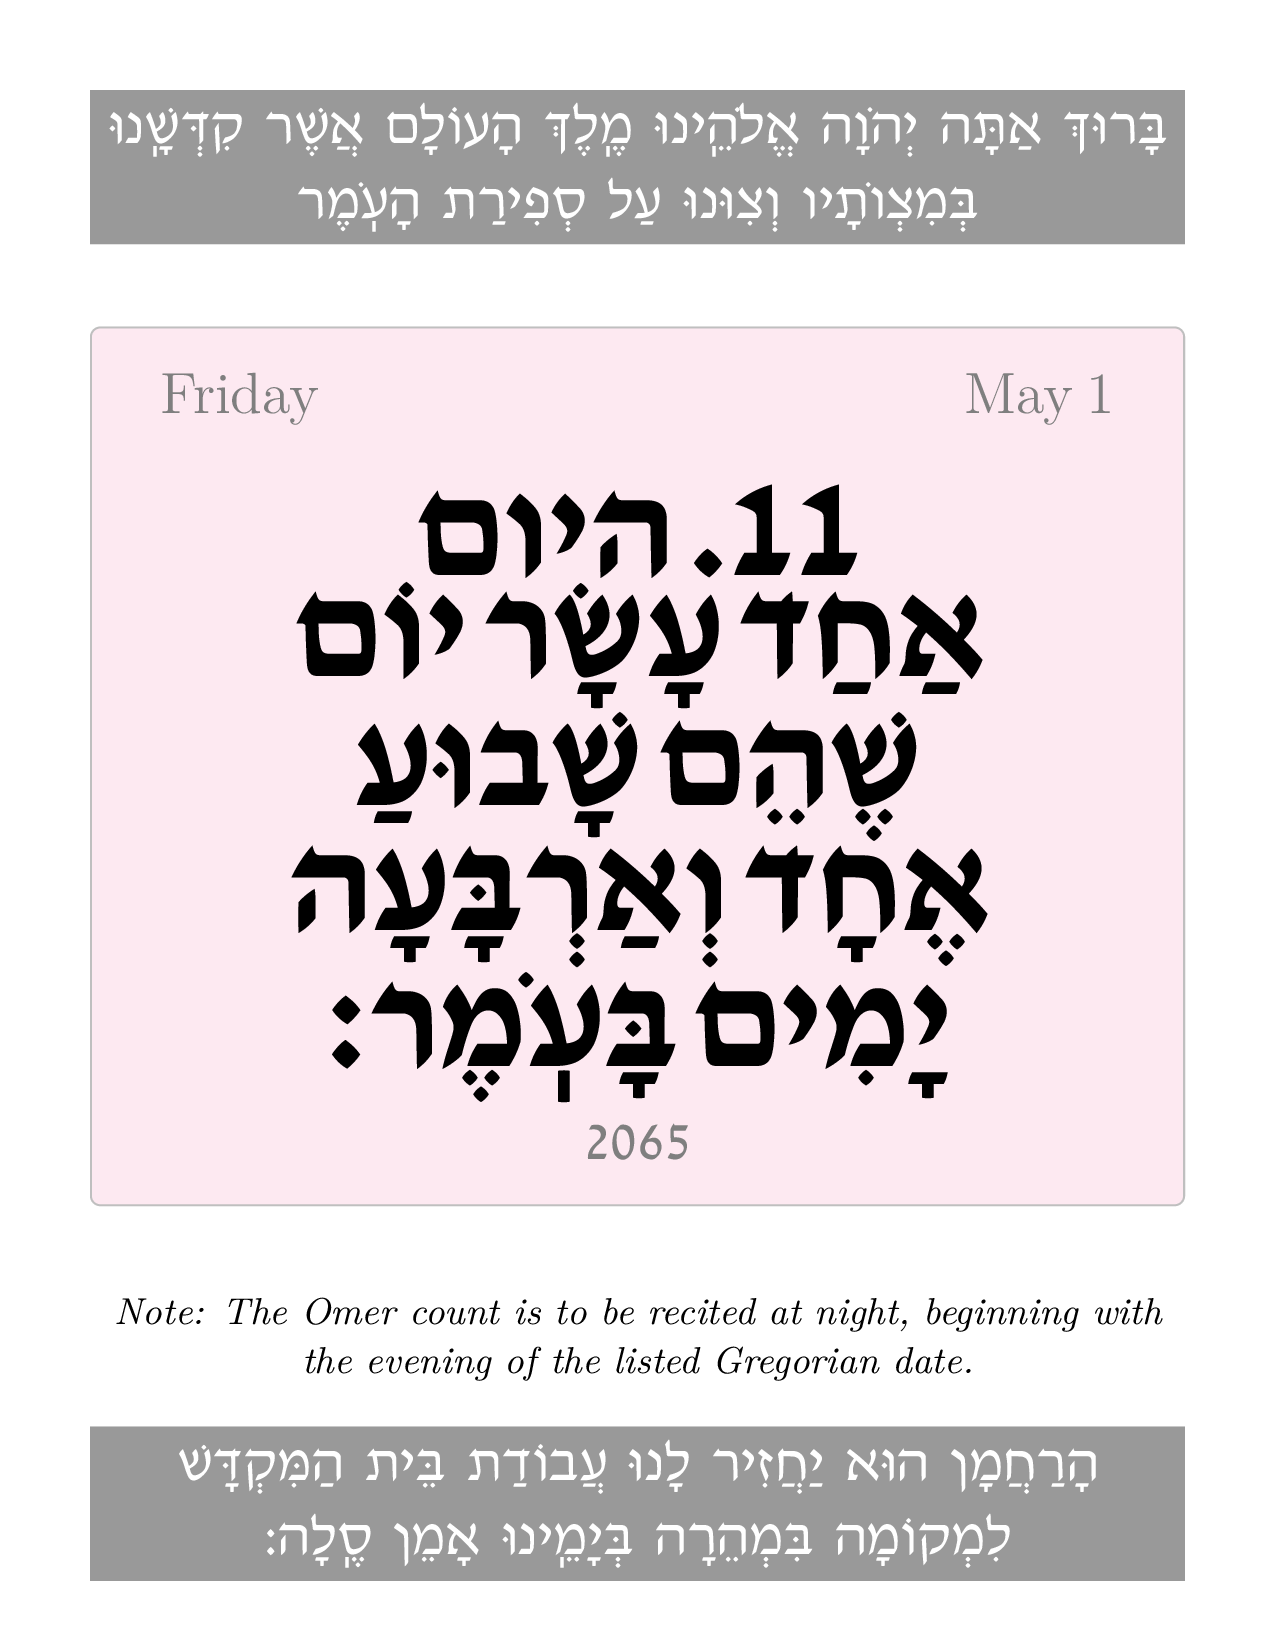 בָּרוּךְ אַתָּה יְהֹוָה אֱלֹהֵֽינוּ מֶֽלֶךְ הָעוֹלָם אֲשֶׁר קִדְּשָֽׁנוּ
בְּמִצְוֹתָיו וְצִוּנוּ עַל סְפִירַת הָעֹֽמֶר
Friday May 1
11. היום
אַחַד עָשָׂר יוֹם
שֶׁהֵם שָׁבוּעַ
אֶחָד וְאַרְבָּעָה
יָמִים בָּעֹֽמֶר:
2065
Note: The Omer count is to be recited at night, beginning with
the evening of the listed Gregorian date.
הָרַחֲמָן הוּא יַחֲזִיר לָנוּ עֲבוֹדַת בֵּית הַמִּקְדָּשׁ
לִמְקוֹמָהּ בִּמְהֵרָה בְּיָמֵֽינוּ אָמֵן סֶֽלָה: